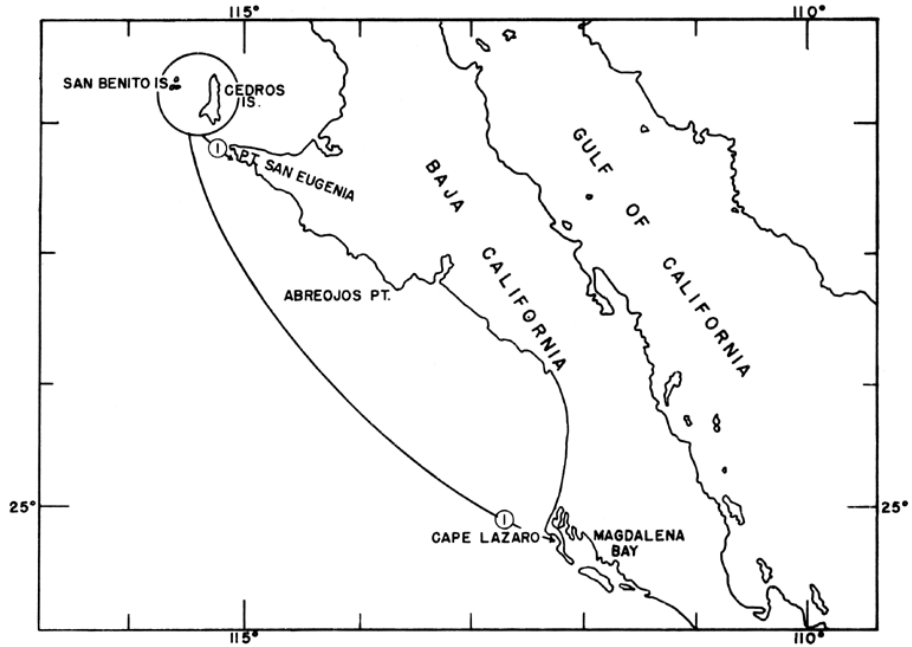 115°
110°
SAN BENITO IS.
CEDROS
IS.
1
PT. SAN EUGENIA
BAJA
CALIFORNIA
GULF
OF
CALIFORNIA
ABREOJOS PT.
25°
25°
1
CAPE LAZARO
MAGDALENA
BAY
115°
110°